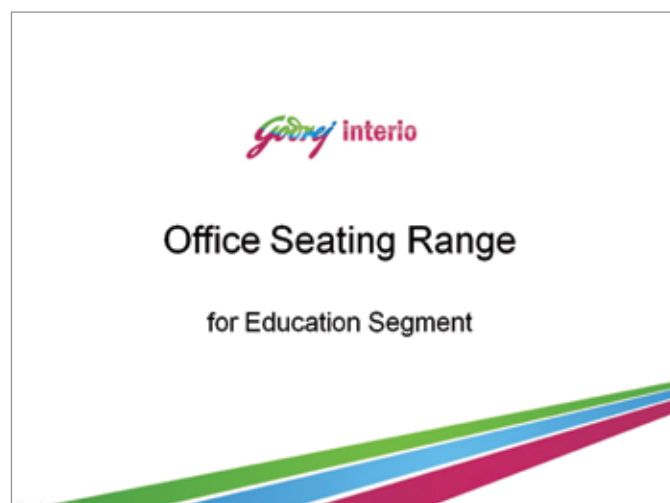 Godrej interio
Office Seating Range
for Education Segment